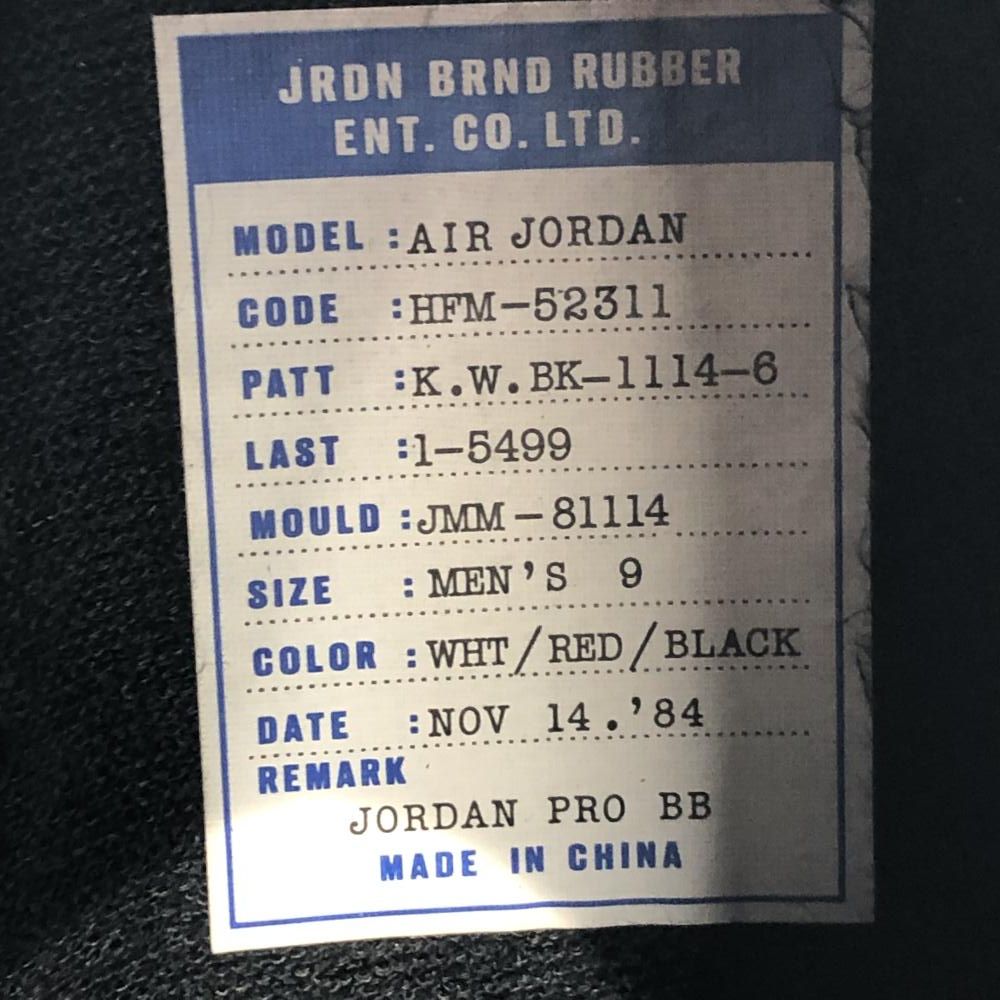 JRDN BRND RUBBER
ENT. CO. LTD.
MODEL :AIR JORDAN
CODE :HFM-52311
PATT :K.W.BK-1114-6
LAST :1-5499
MOULD :JMM-81114
SIZE : MEN'S 9
COLOR :WHT/RED/BLACK
DATE :NOV 14.'84
REMARK
JORDAN PRO BB
MADE IN CHINA